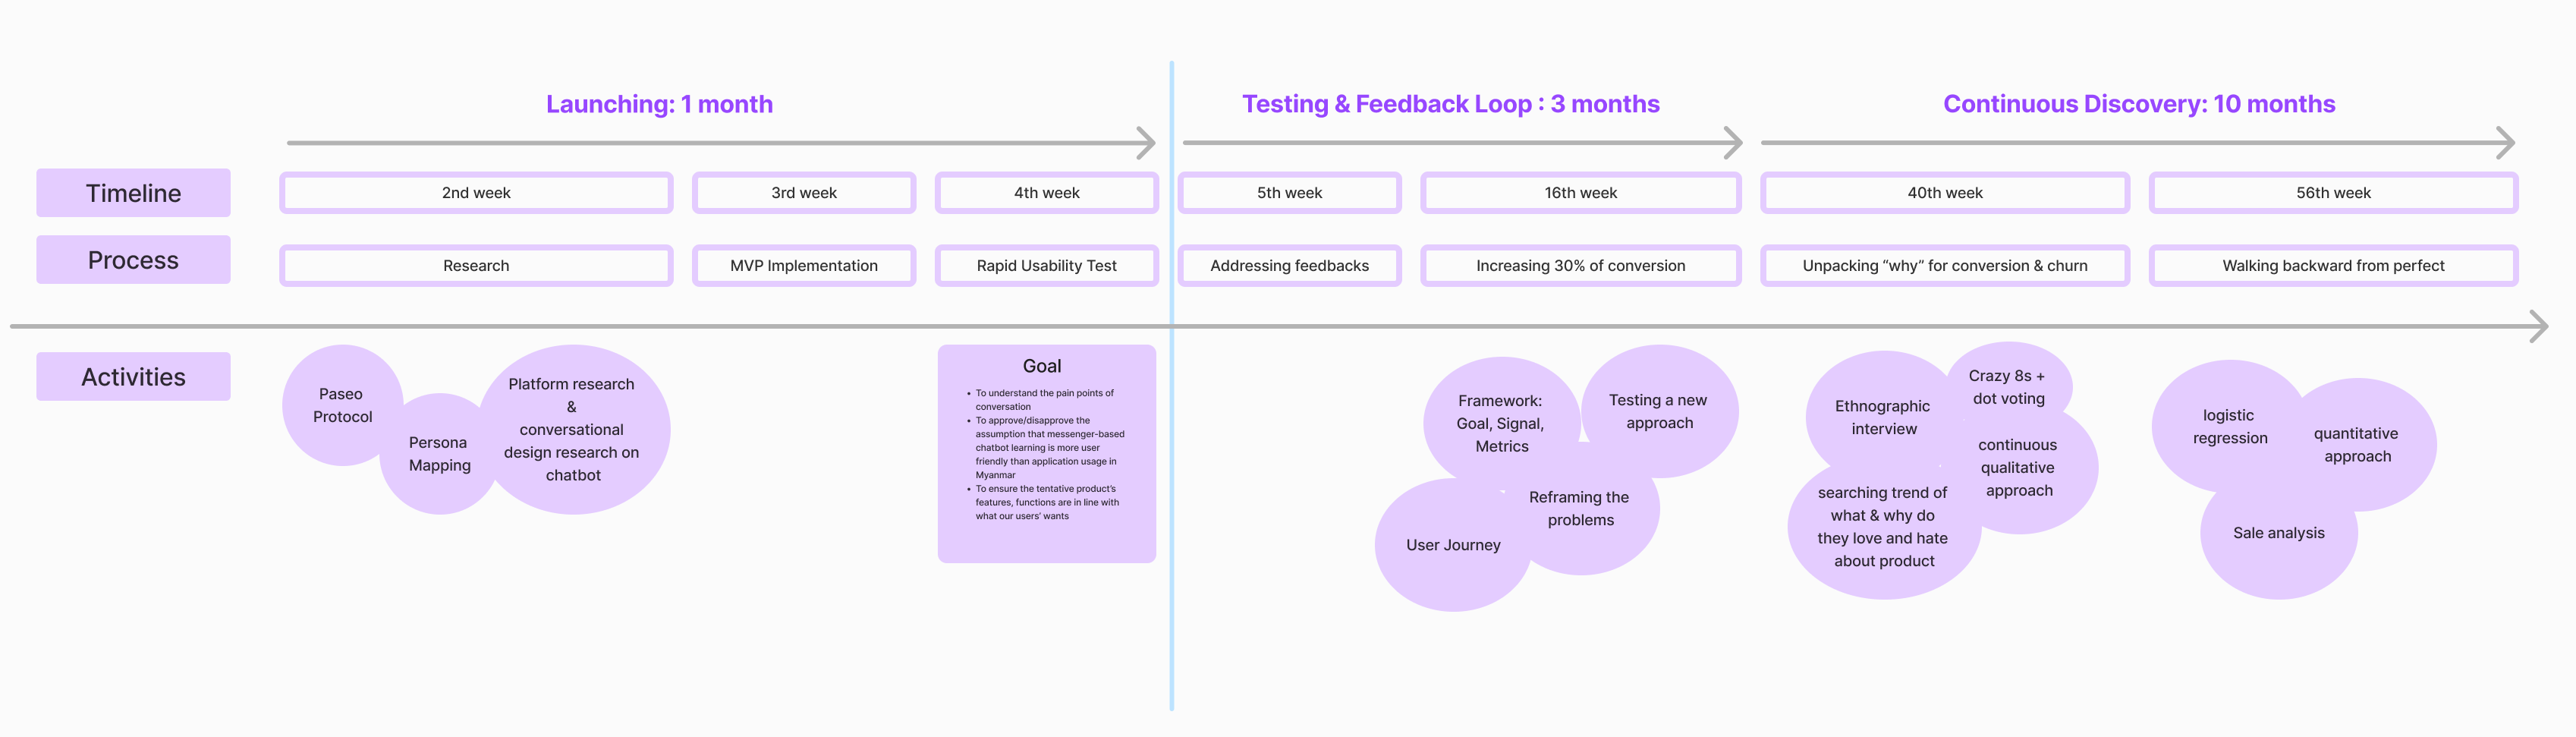 Launching: 1 month
Testing & Feedback Loop : 3 months
Continuous Discovery: 10 months
Timeline
2nd week
3rd week
4th week
5th week
16th week
40th week
56th week
Process
Research
MVP Implementation
Rapid Usability Test
Addressing feedbacks
Increasing 30% of conversion
Unpacking “why” for conversion & churn
Walking backward from perfect
Activities
Paseo
Protocol
Persona
Mapping
Platform research
&
conversational
design research on
chatbot
Goal
• To understand the pain points of
conversation
• To approve/disapprove the
assumption that messenger-based
chatbot learning is more user
friendly than application usage in
Myanmar
• To ensure the tentative product’s
features, functions are in line with
what our users’ wants
Framework:
Goal, Signal,
Metrics
Testing a new
approach
Reframing the
problems
User Journey
Ethnographic
interview
Crazy 8s +
dot voting
continuous
qualitative
approach
searching trend of
what & why do
they love and hate
about product
logistic
regression
quantitative
approach
Sale analysis